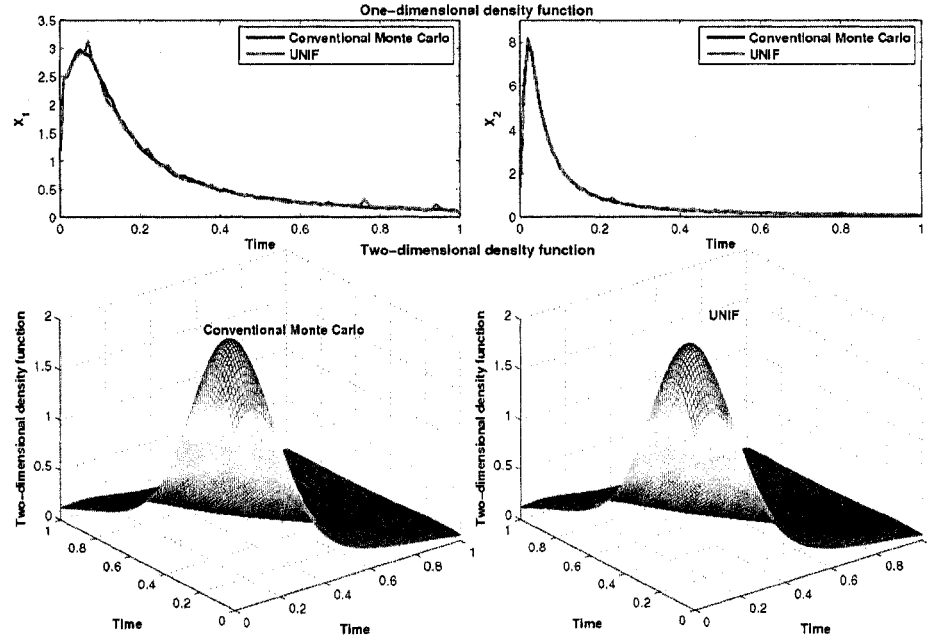 One-dimensional density function
3.5
3
2.5
2
1.5
1
0.5
0
X1
Conventional Monte Carlo
UNIF
0 0.2 0.4 0.6 0.8 1
Time
8
6
4
2
0
X2
Conventional Monte Carlo
UNIF
0 0.2 0.4 0.6 0.8 1
Time
Two-dimensional density function
Conventional Monte Carlo
Two-dimensional density function
2
1.5
1
0.5
0
1 0.8 0.6 0.4 0.2 0
Time
0 0.2 0.4 0.6 0.8 1
Time
UNIF
Two-dimensional density function
2
1.5
1
0.5
0
1 0.8 0.6 0.4 0.2 0
Time
0 0.2 0.4 0.6 0.8
Time